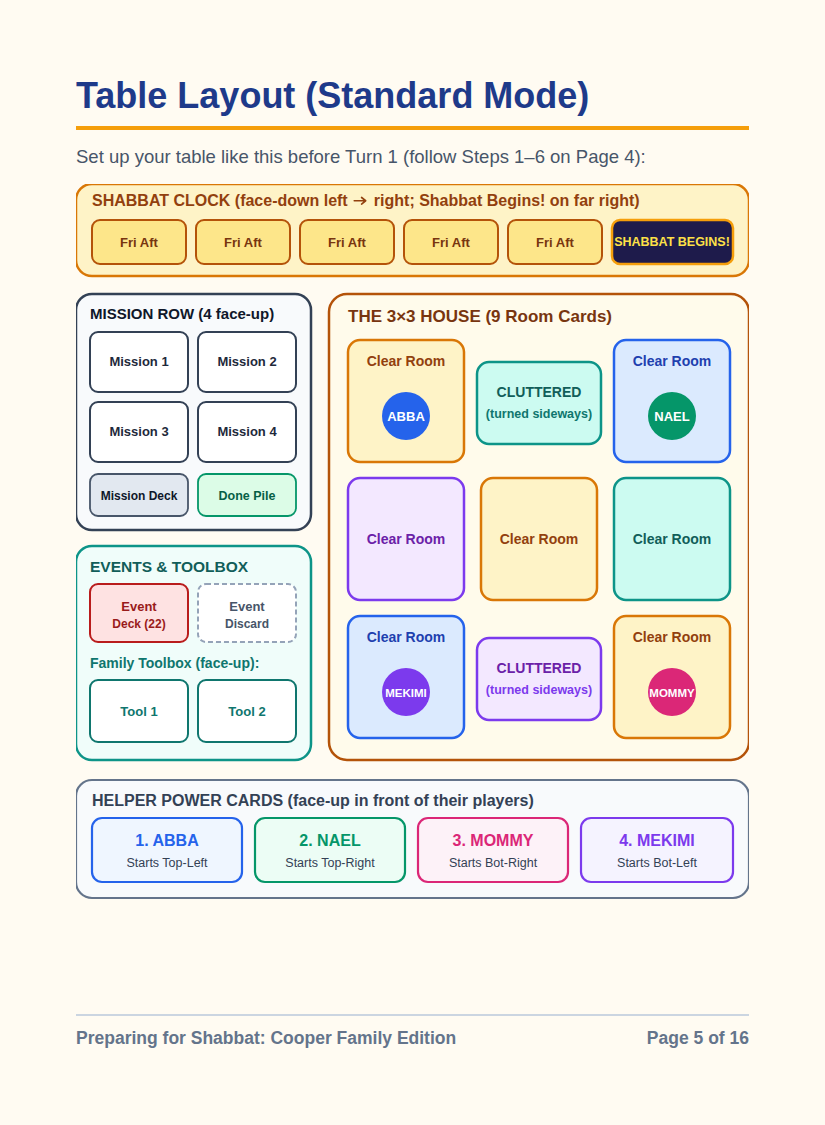 Table Layout (Standard Mode)
Set up your table like this before Turn 1 (follow Steps 1–6 on Page 4):
SHABBAT CLOCK (face-down left → right; Shabbat Begins! on far right)
Fri Aft
Fri Aft
Fri Aft
Fri Aft
Fri Aft
SHABBAT BEGINS!
MISSION ROW (4 face-up)
Mission 1
Mission 2
Mission 3
Mission 4
Mission Deck
Done Pile
EVENTS & TOOLBOX
Event
Deck (22)
Event
Discard
Family Toolbox (face-up):
Tool 1
Tool 2
THE 3×3 HOUSE (9 Room Cards)
Clear Room
ABBA
CLUTTERED
(turned sideways)
Clear Room
NAEL
Clear Room
Clear Room
Clear Room
Clear Room
MEKIMI
CLUTTERED
(turned sideways)
Clear Room
MOMMY
HELPER POWER CARDS (face-up in front of their players)
1. ABBA
Starts Top-Left
2. NAEL
Starts Top-Right
3. MOMMY
Starts Bot-Right
4. MEKIMI
Starts Bot-Left
Preparing for Shabbat: Cooper Family Edition
Page 5 of 16